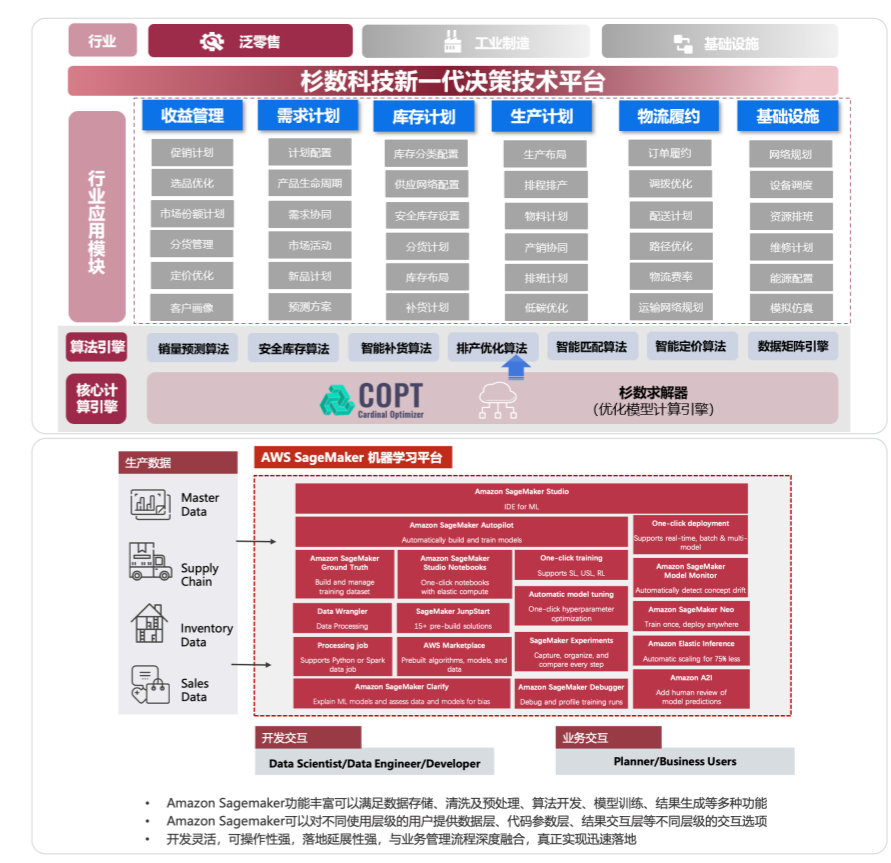 行业
泛零售
工业制造
基础设施
杉数科技新一代决策技术平台
行业应用模块
收益管理
需求计划
库存计划
生产计划
物流履约
基础设施
促销计划
计划配置
库存分类配置
生产布局
订单履约
网络规划
选品优化
产品生命周期
供应网络配置
排程排产
调拨优化
设备调度
市场份额计划
需求协同
安全库存设置
物料计划
配送计划
资源排班
分货管理
市场活动
分货计划
产销协同
路径优化
维修计划
定价优化
新品计划
库存布局
排班计划
物流费率
能源配置
客户画像
预测方案
补货计划
低碳优化
运输网络规划
模拟仿真
算法引擎
销量预测算法
安全库存算法
智能补货算法
排产优化算法
智能匹配算法
智能定价算法
数据矩阵引擎
核心计
算引擎
COPT
Cardinal Optimizer
杉数求解器
(优化模型计算引擎)
生产数据
Master
Data
Supply
Chain
Inventory
Data
Sales
Data
AWS SageMaker 机器学习平台
Amazon SageMaker Studio
IDE for ML
Amazon SageMaker Autopilot
Automatically build and train models
One-click deployment
Supports real-time, batch & multi-
model
Amazon SageMaker
Ground Truth
Build and manage
training dataset
Amazon SageMaker
Studio Notebooks
One-click notebooks
with elastic compute
One-click training
Supports SL, USL, RL
Amazon SageMaker
Model Monitor
Automatically detect concept drift
Automatic model tuning
One-click hyperparameter
optimization
Data Wrangler
Data Processing
SageMaker JunpStart
15+ pre-build solutions
Amazon SageMaker Neo
Train once, deploy anywhere
Processing job
Supports Python or Spark
data job
AWS Marketplace
Prebuilt algorithms, models, and
data
SageMaker Experiments
Capture, organize, and
compare every step
Amazon Elastic Inference
Automatic scaling for 75% less
Amazon SageMaker Clarify
Explain ML models and assess data and models for bias
Amazon SageMaker Debugger
Debug and profile training runs
Amazon A2I
Add human review of
model predictions
开发交互
Data Scientist/Data Engineer/Developer
业务交互
Planner/Business Users
• Amazon Sagemaker功能丰富可以满足数据存储、清洗及预处理、算法开发、模型训练、结果生成等多种功能
• Amazon Sagemaker可以对不同使用层级的用户提供数据层、代码参数层、结果交互层等不同层级的交互选项
• 开发灵活，可操作性强，落地延展性强，与业务管理流程深度融合，真正实现迅速落地